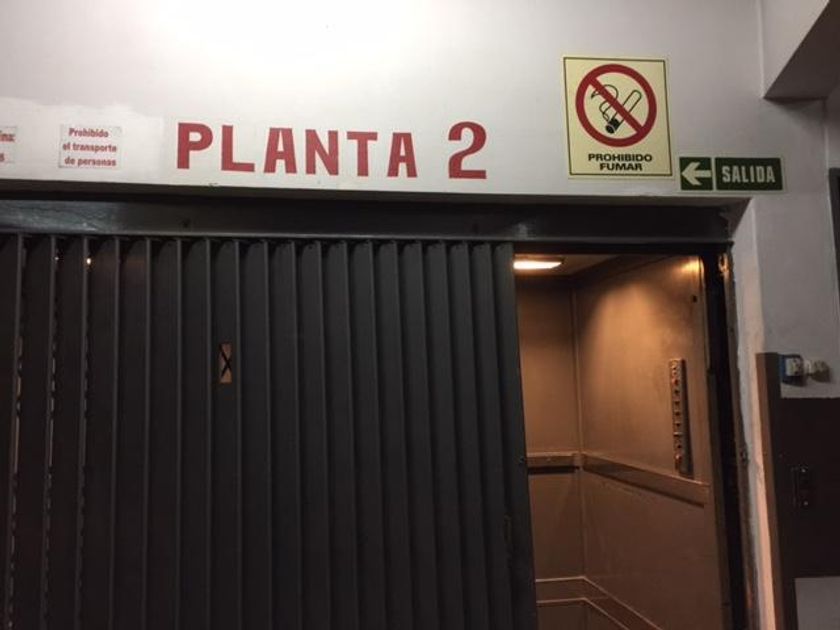 Prohibido
el transporte
de personas
PLANTA 2
PROHIBIDO
FUMAR
SALIDA